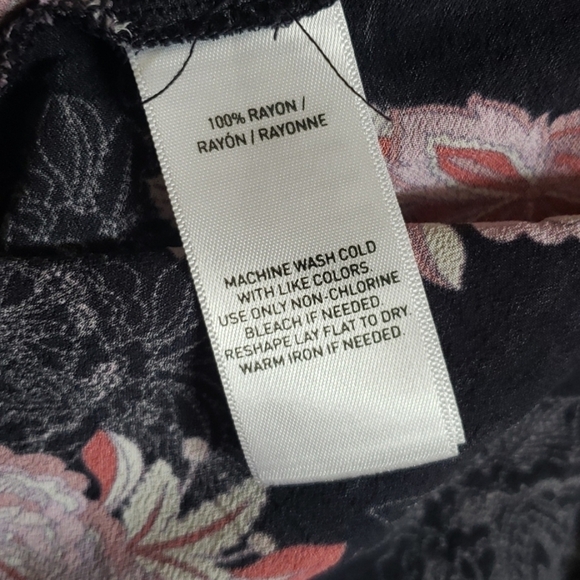 100% RAYON /
RAYÓN / RAYONNE
MACHINE WASH COLD
WITH LIKE COLORS
USE ONLY NON-CHLORINE
BLEACH IF NEEDED
RESHAPE LAY FLAT TO DRY.
WARM IRON IF NEEDED